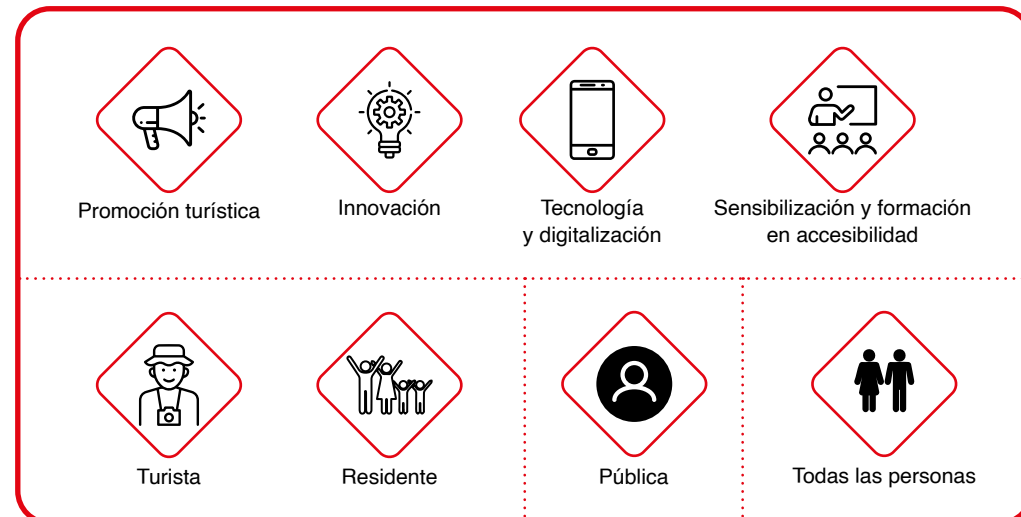 Promoción turística
Innovación
Tecnología
y digitalización
Sensibilización y formación
en accesibilidad
Turista
Residente
Pública
Todas las personas